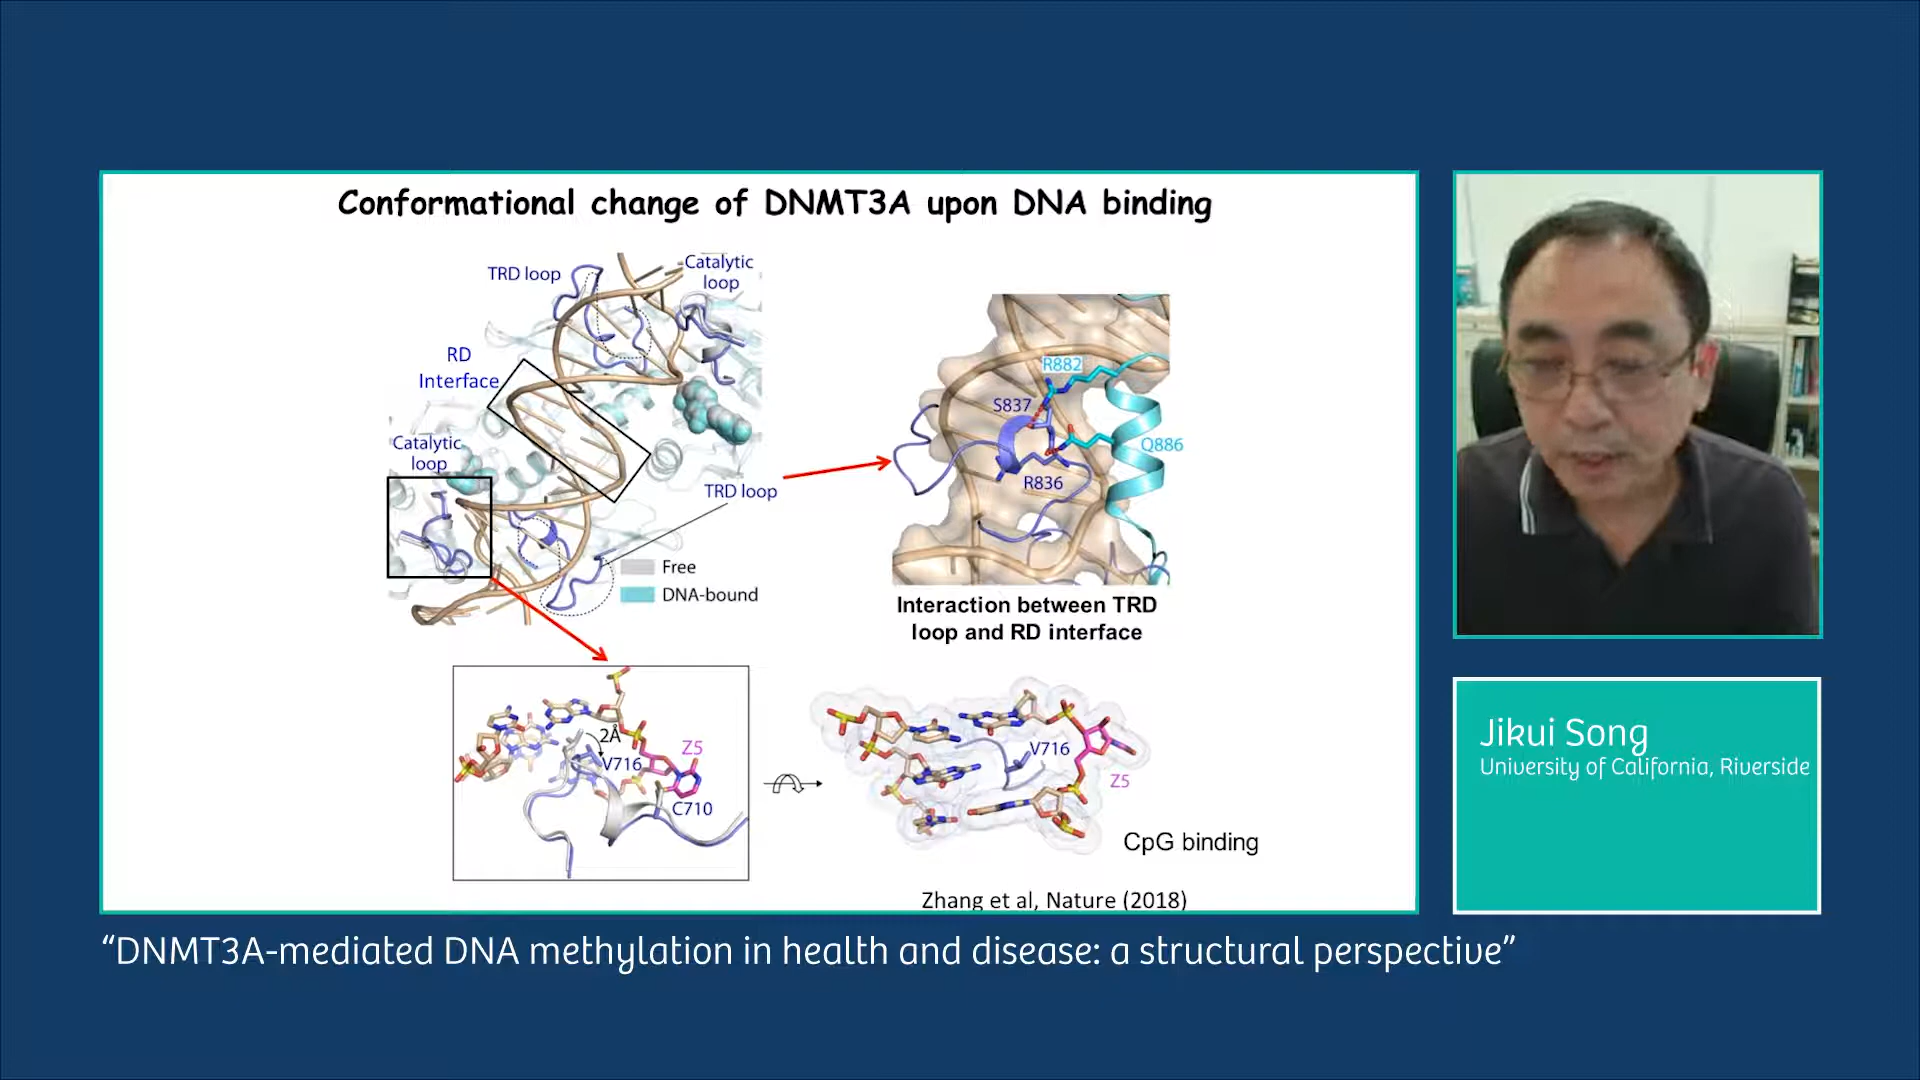 Conformational change of DNMT3A upon DNA binding
TRD loop
Catalytic
loop
RD
Interface
Catalytic
loop
TRD loop
Free
DNA-bound
R882
S837
Q886
R836
Interaction between TRD
loop and RD interface
2Å
V716
Z5
C710
V716
Z5
CpG binding
Zhang et al, Nature (2018)
Jikui Song
University of California, Riverside
“DNMT3A-mediated DNA methylation in health and disease: a structural perspective”